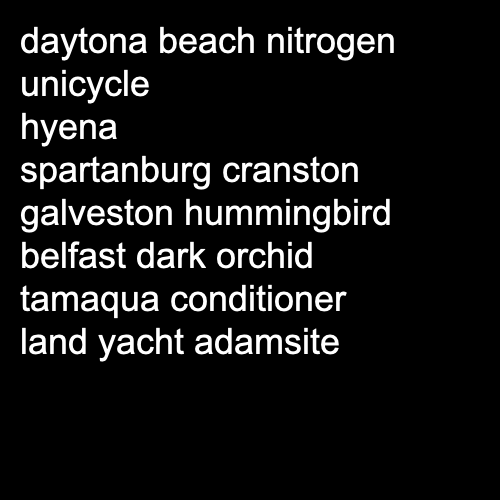 daytona beach nitrogen
unicycle
hyena
spartanburg cranston
galveston hummingbird
belfast dark orchid
tamaqua conditioner
land yacht adamsite